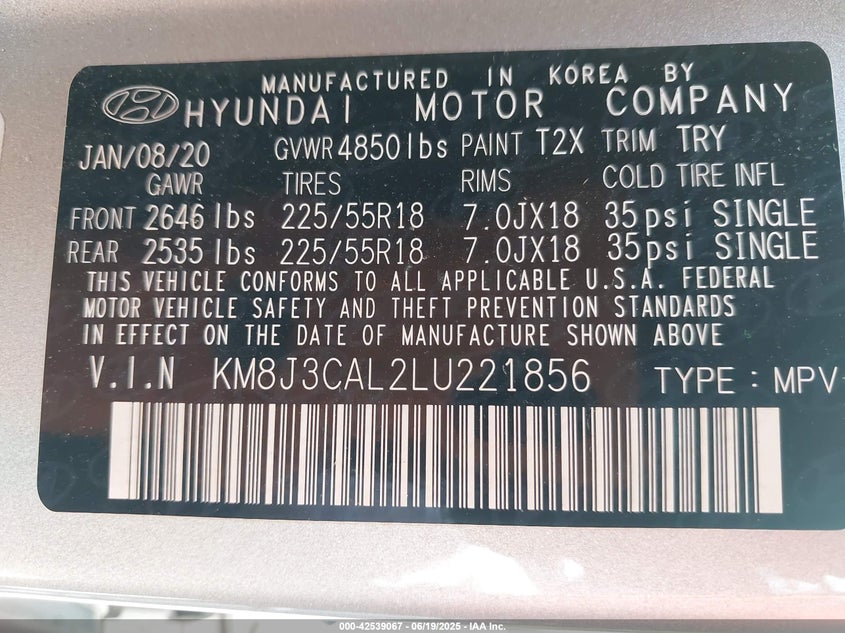 MANUFACTURED IN KOREA BY
HYUNDAI MOTOR COMPANY
JAN/08/20 GVWR 4850lbs PAINT T2X TRIM TRY
GAWR TIRES RIMS COLD TIRE INFL
FRONT 2646 lbs 225/55R18 7.0JX18 35psi SINGLE
REAR 2535 lbs 225/55R18 7.0JX18 35psi SINGLE
THIS VEHICLE CONFORMS TO ALL APPLICABLE U.S.A. FEDERAL
MOTOR VEHICLE SAFETY AND THEFT PREVENTION STANDARDS
IN EFFECT ON THE DATE OF MANUFACTURE SHOWN ABOVE
V.I.N KM8J3CAL2LU221856 TYPE : MPV
000-42539067 - 06/19/2025 - IAA Inc.